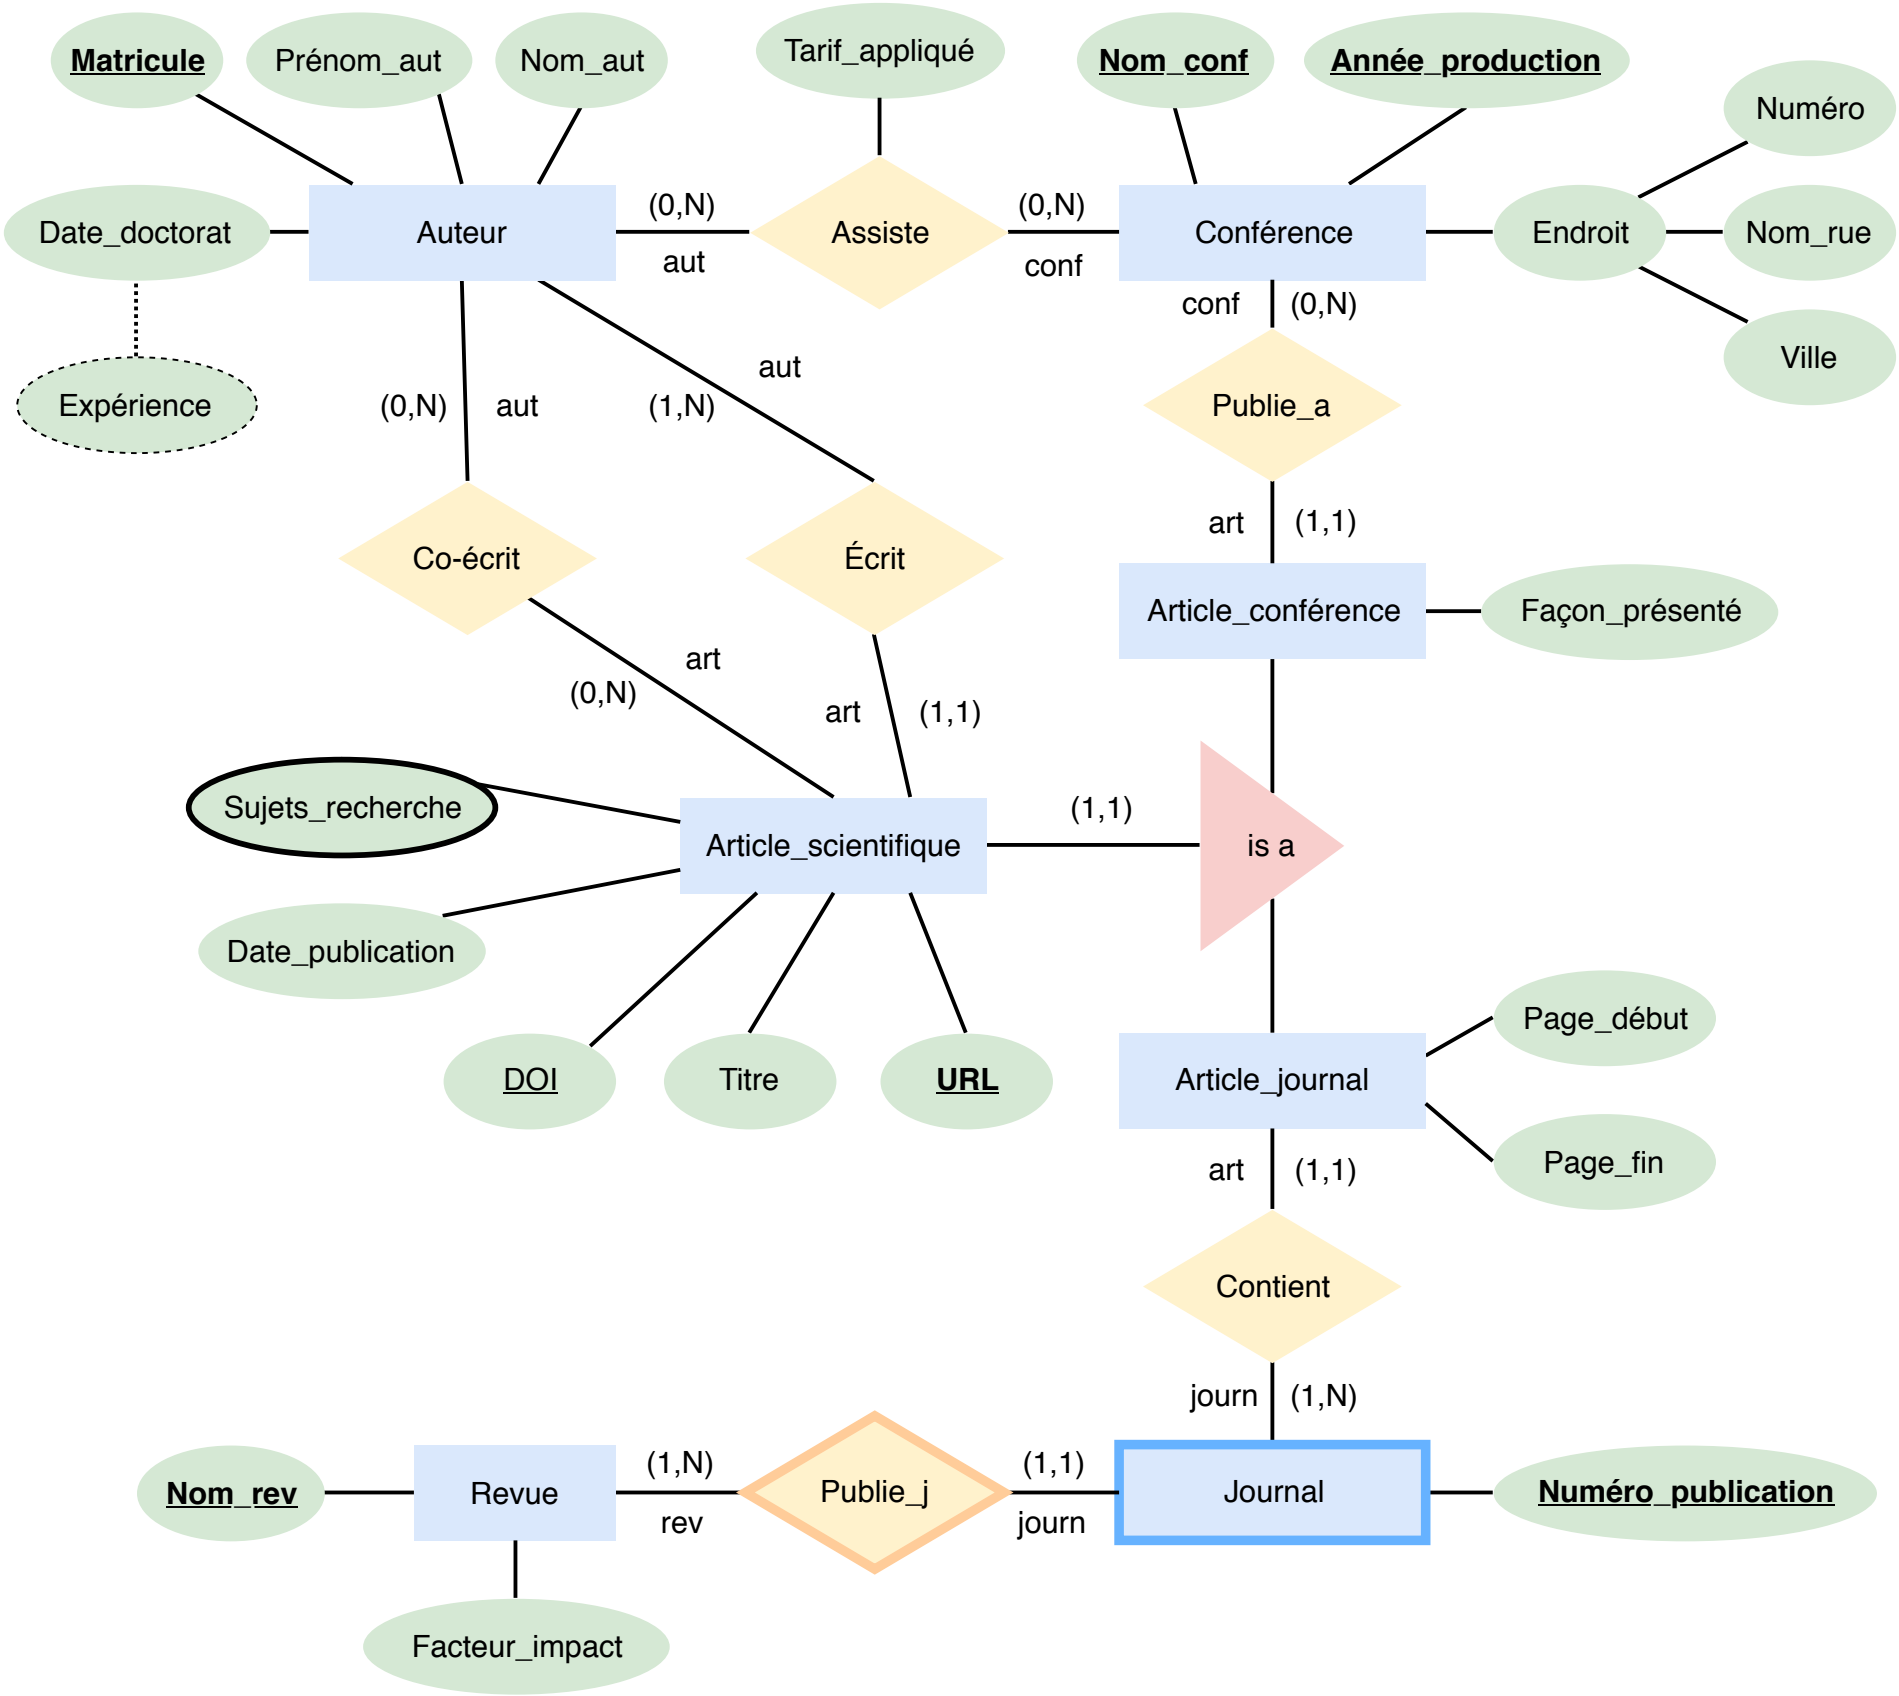 Matricule
Prénom_aut
Nom_aut
Tarif_appliqué
Nom_conf
Année_production
Numéro
Date_doctorat
Auteur
(0,N)
aut
Assiste
(0,N)
conf
Conférence
Endroit
Nom_rue
conf
(0,N)
Ville
Expérience
(0,N)
aut
aut
(1,N)
Publie_a
art
(1,1)
Co-écrit
Écrit
Article_conférence
Façon_présenté
art
(0,N)
art
(1,1)
Sujets_recherche
Article_scientifique
(1,1)
is a
Date_publication
DOI
Titre
URL
Article_journal
Page_début
Page_fin
art
(1,1)
Contient
journ
(1,N)
Nom_rev
Revue
(1,N)
rev
Publie_j
(1,1)
journ
Journal
Numéro_publication
Facteur_impact